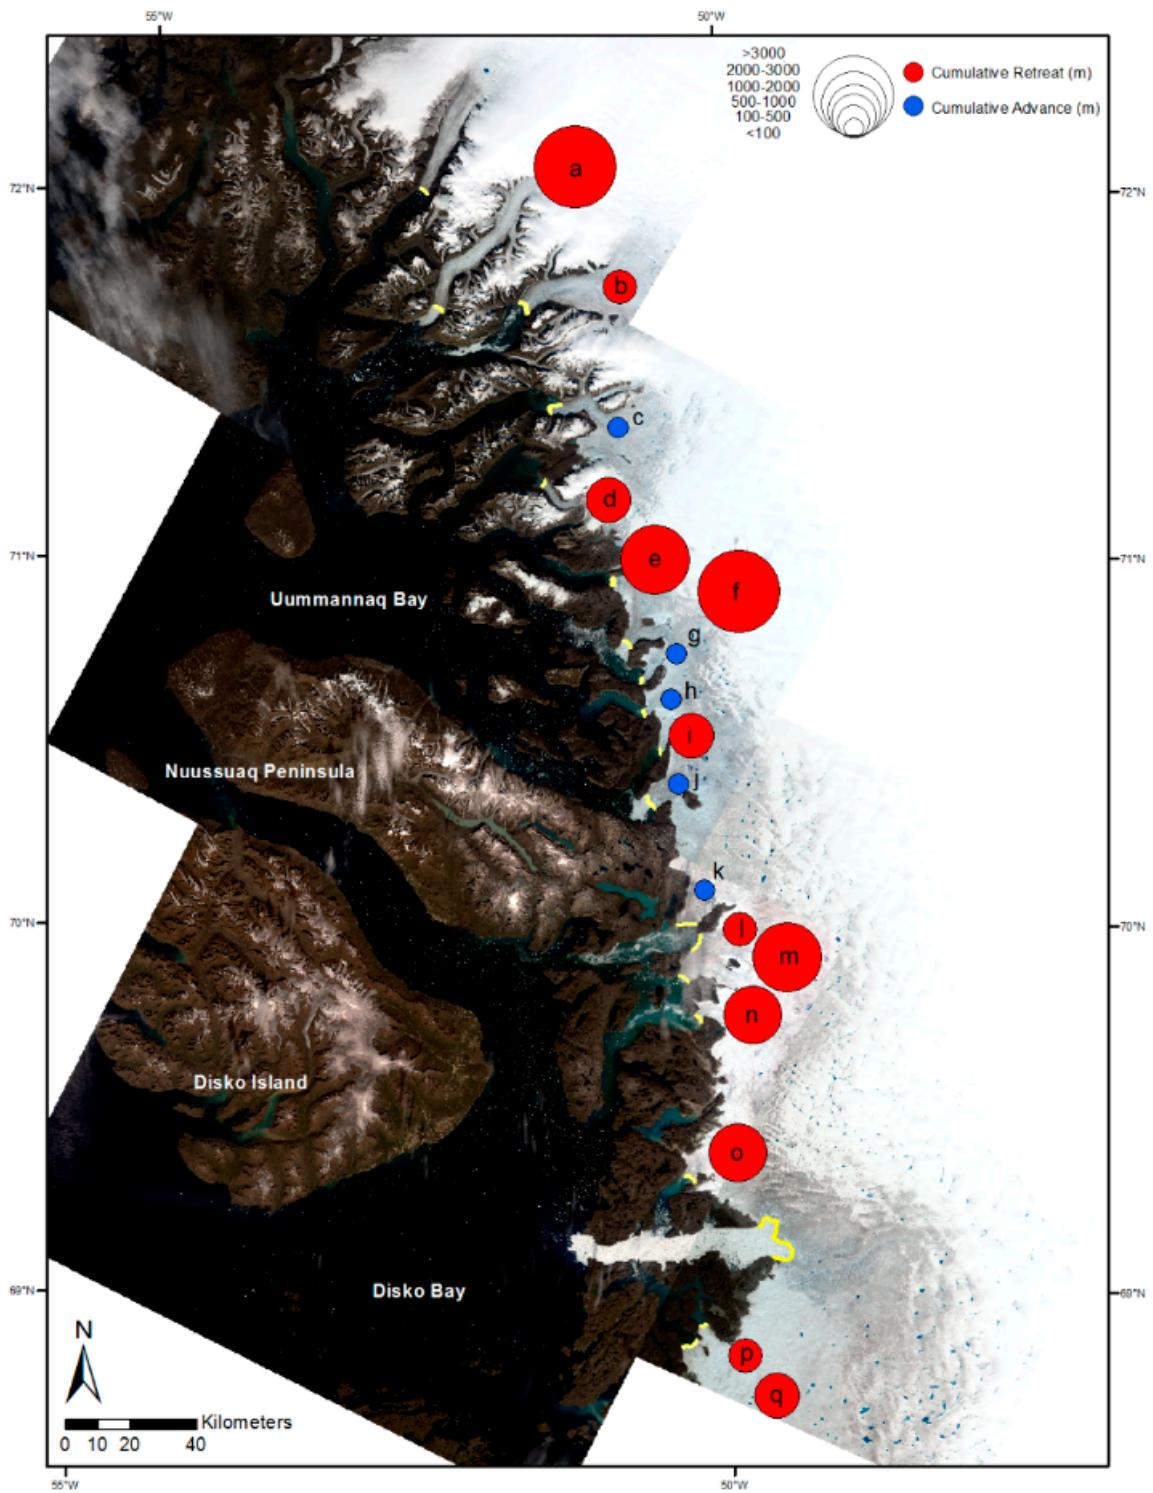 55°W
50°W
>3000
2000-3000
1000-2000
500-1000
100-500
<100
Cumulative Retreat (m)
Cumulative Advance (m)
a
72°N
72°N
b
c
d
71°N
71°N
e
f
Uummannaq Bay
g
h
i
Nuussuaq Peninsula
j
k
70°N
70°N
l
m
n
Disko Island
o
69°N
69°N
Disko Bay
N
p
q
Kilometers
0 10 20 40
55°W
50°W